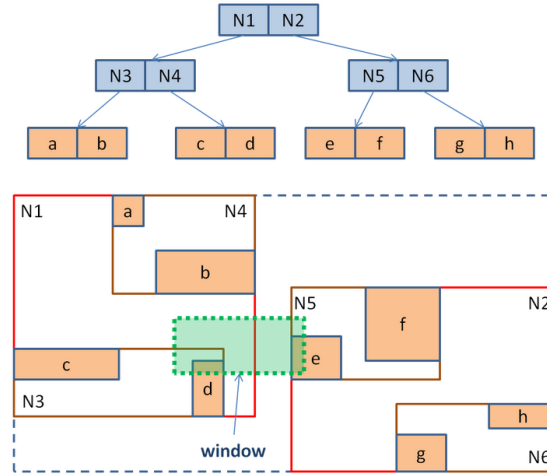 N1 N2
N3 N4 N5 N6
a b c d e f g h
N1 a N4
b
N5 N2
f
e
c
d
N3
h
g
window
N6